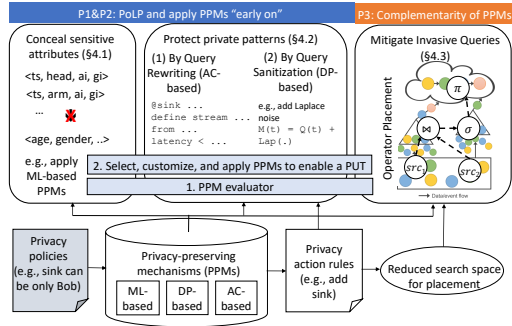 P1&P2: PoLP and apply PPMs “early on”
P3: Complementarity of PPMs
Conceal sensitive
attributes (§4.1)
<ts, head, ai, gi>
<ts, arm, ai, gi>
...
<age, gender, ..>
e.g., apply
ML-based
PPMs
Protect private patterns (§4.2)
(1) By Query
Rewriting (AC-
based)
@sink ...
define stream ...
from ...
latency < ...
(2) By Query
Sanitization (DP-
based)
e.g., add Laplace
noise
M(t) = Q(t) +
Lap(.)
Mitigate Invasive Queries
(§4.3)
Operator Placement
π
⋈
σ
src₁
src₂
Data/event flow
2. Select, customize, and apply PPMs to enable a PUT
1. PPM evaluator
Privacy
policies
(e.g., sink can
be only Bob)
Privacy-preserving
mechanisms (PPMs)
ML-
based
DP-
based
AC-
based
Privacy
action rules
(e.g., add
sink)
Reduced search space
for placement